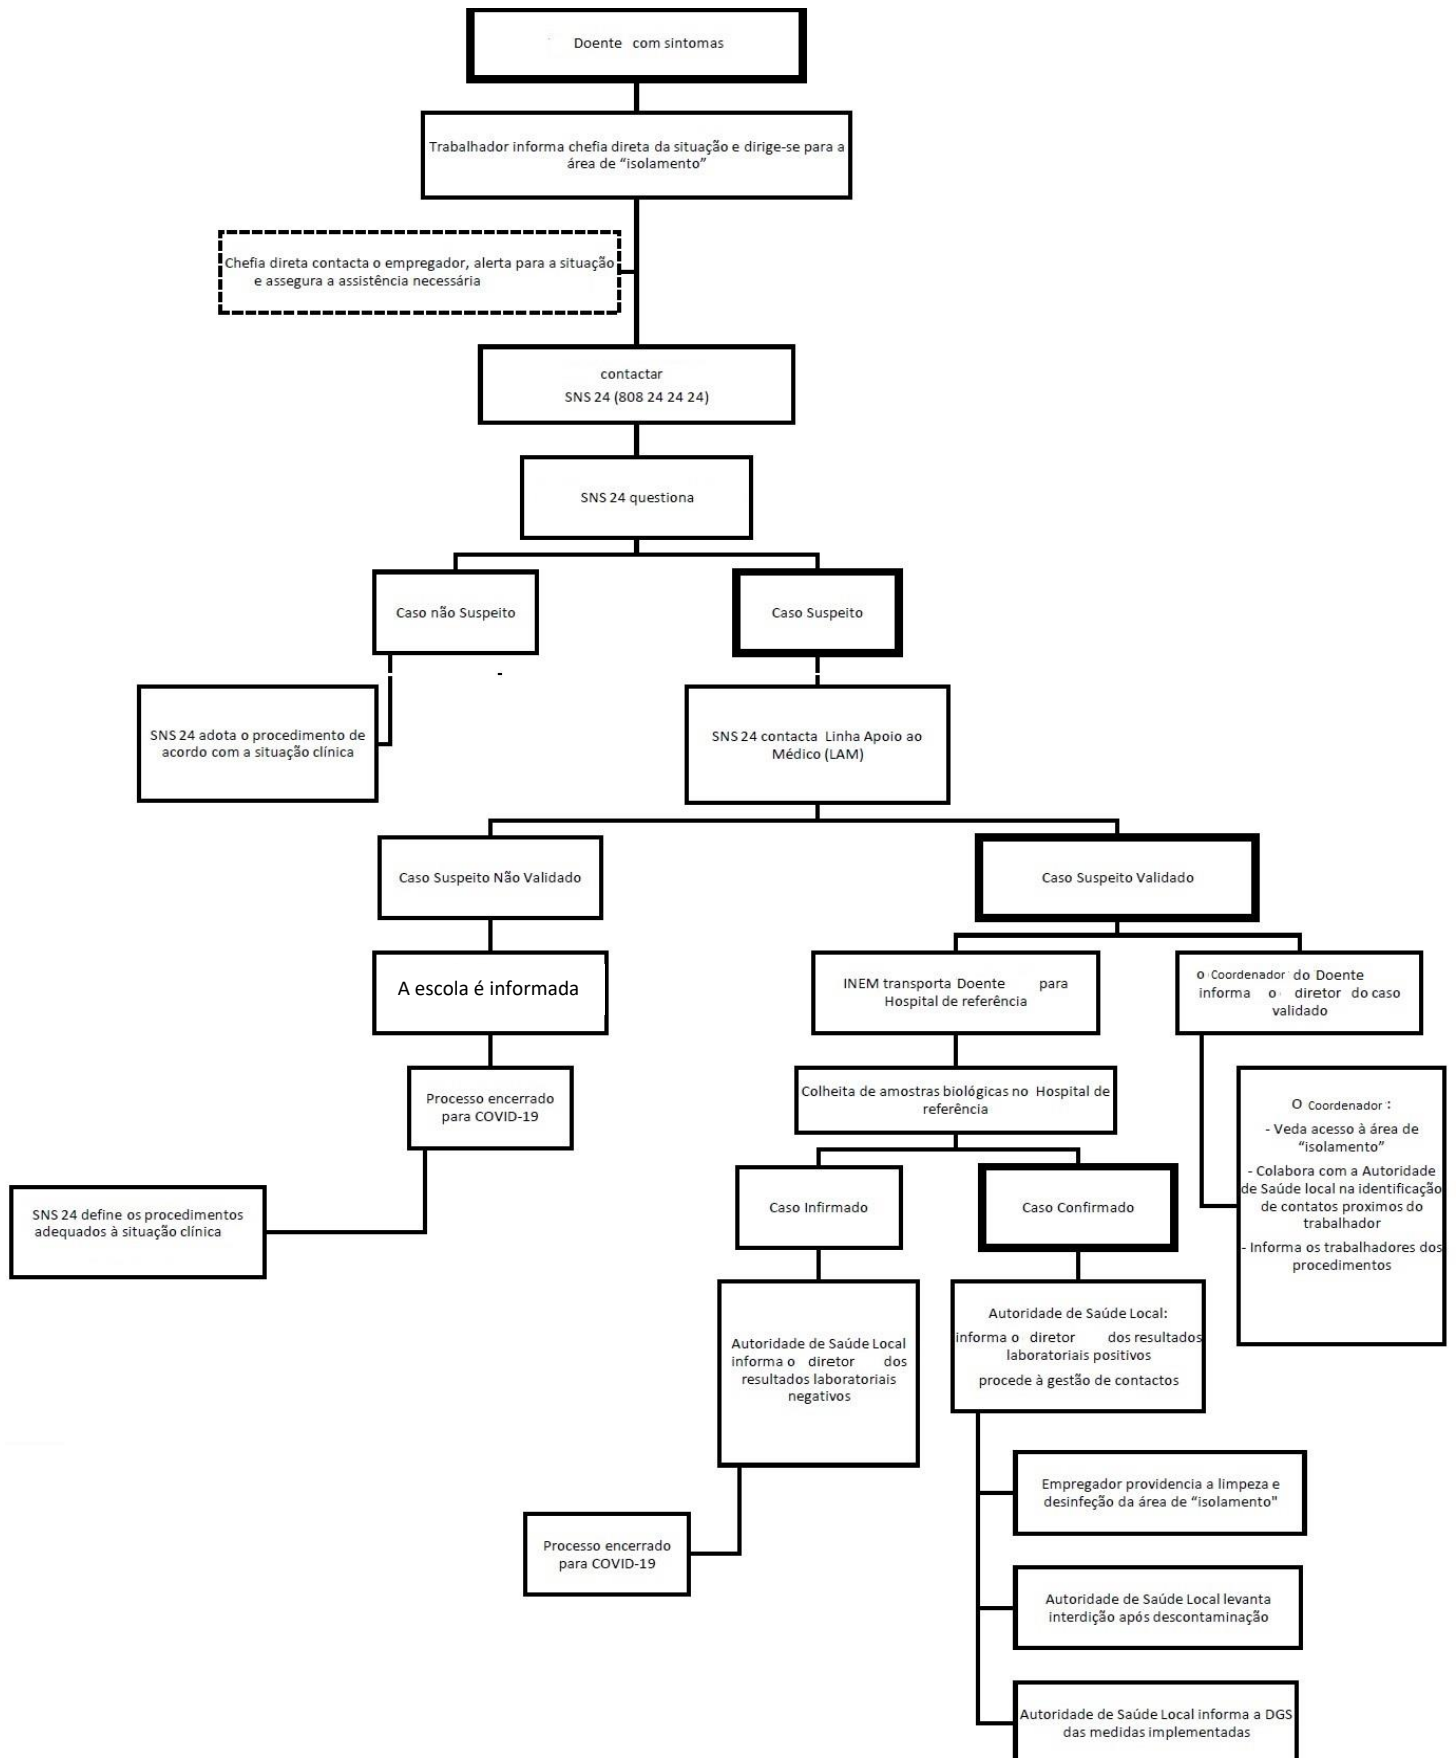 Doente com sintomas
Trabalhador informa chefia direta da situação e dirige-se para a
área de “isolamento”
Chefia direta contacta o empregador, alerta para a situação
e assegura a assistência necessária
contactar
SNS 24 (808 24 24 24)
SNS 24 questiona
Caso não Suspeito
Caso Suspeito
SNS 24 adota o procedimento de
acordo com a situação clínica
SNS 24 contacta Linha Apoio ao
Médico (LAM)
Caso Suspeito Não Validado
Caso Suspeito Validado
A escola é informada
INEM transporta Doente para
Hospital de referência
o Coordenador do Doente
informa o diretor do caso
validado
Processo encerrado
para COVID-19
Colheita de amostras biológicas no Hospital de
referência
O Coordenador :
- Veda acesso à área de
“isolamento”
- Colabora com a Autoridade
de Saúde local na identificação
de contatos proximos do
trabalhador
- Informa os trabalhadores dos
procedimentos
SNS 24 define os procedimentos
adequados à situação clínica
Caso Infirmado
Caso Confirmado
Autoridade de Saúde Local
informa o diretor dos
resultados laboratoriais
negativos
Autoridade de Saúde Local:
informa o diretor dos resultados
laboratoriais positivos
procede à gestão de contactos
Empregador providencia a limpeza e
desinfeção da área de “isolamento"
Processo encerrado
para COVID-19
Autoridade de Saúde Local levanta
interdição após descontaminação
Autoridade de Saúde Local informa a DGS
das medidas implementadas